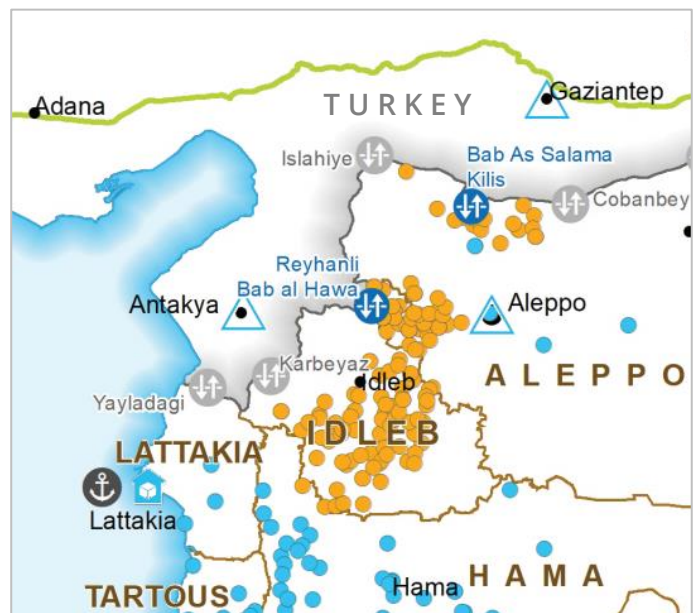 Adana
TURKEY
Gaziantep
Islahiye
Bab As Salama
Kilis
Cobanbey
Reyhanli
Bab al Hawa
Antakya
Aleppo
Karbeyaz
Idleb
ALEPPO
Yayladagi
LATTAKIA
IDLEB
Lattakia
HAMA
Hama
TARTOUS